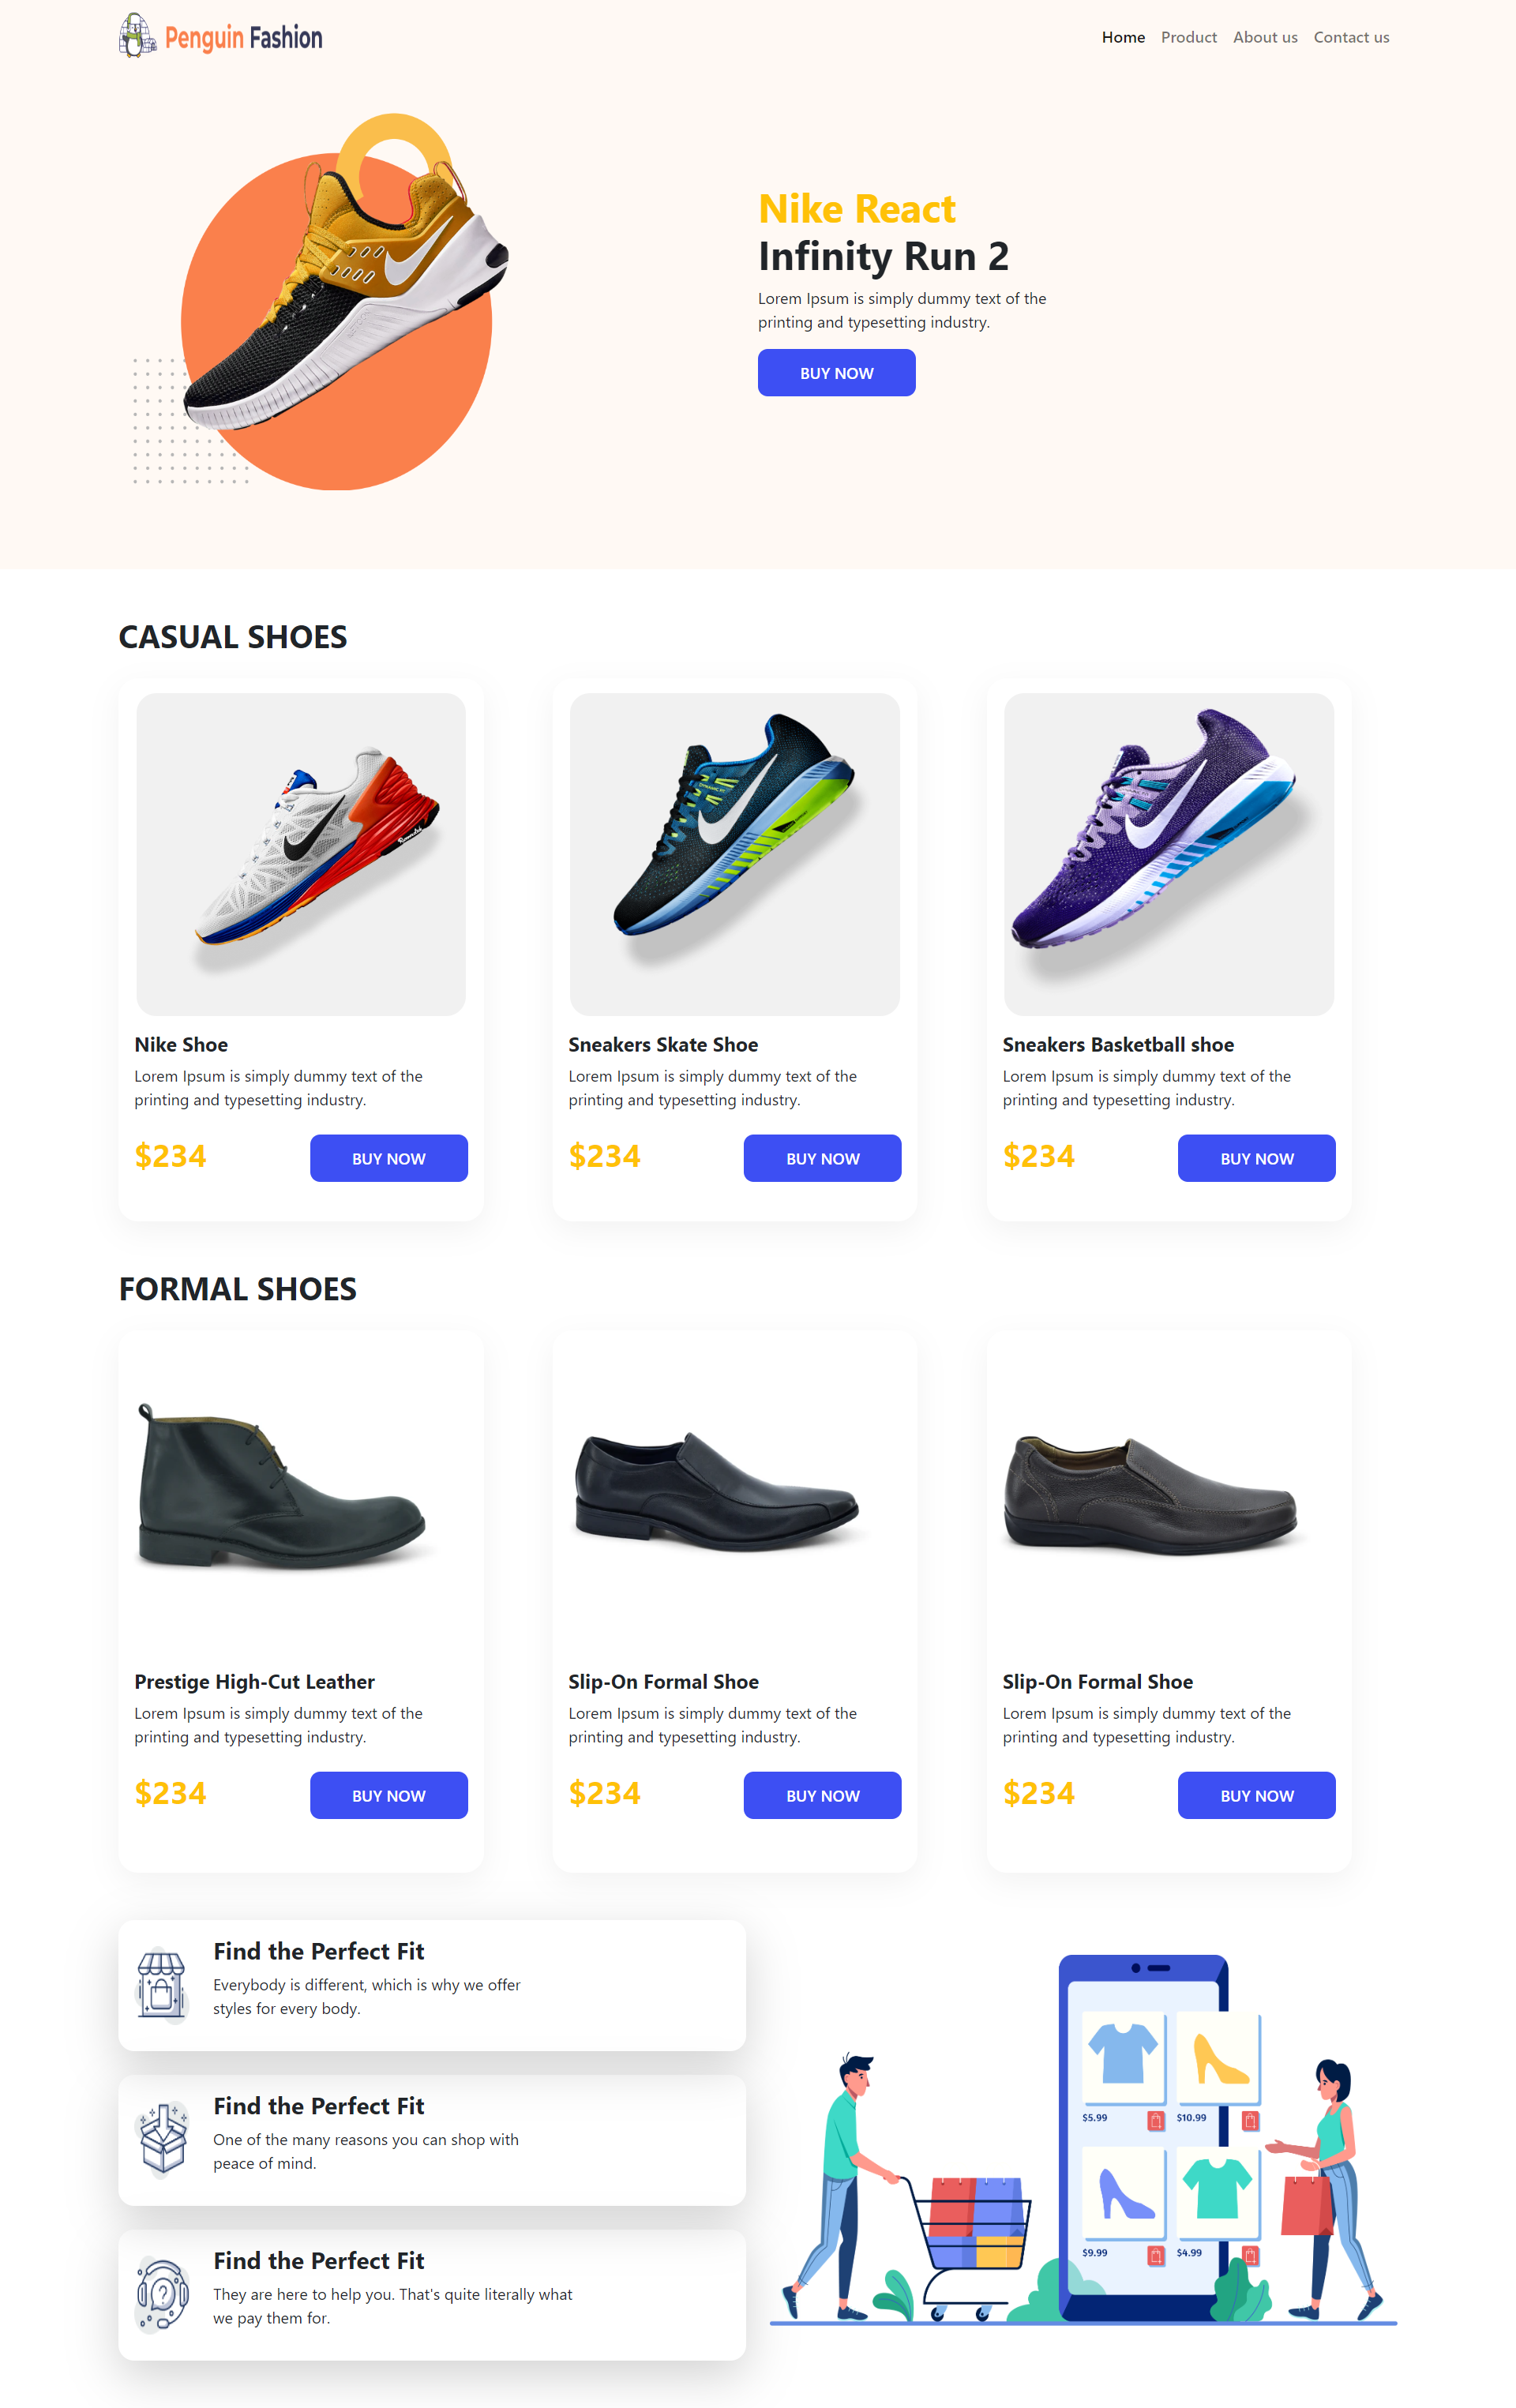 Penguin Fashion
Home Product About us Contact us
Nike React
Infinity Run 2
Lorem Ipsum is simply dummy text of the
printing and typesetting industry.
BUY NOW
CASUAL SHOES
Nike Shoe
Lorem Ipsum is simply dummy text of the
printing and typesetting industry.
$234
BUY NOW
Sneakers Skate Shoe
Lorem Ipsum is simply dummy text of the
printing and typesetting industry.
$234
BUY NOW
Sneakers Basketball shoe
Lorem Ipsum is simply dummy text of the
printing and typesetting industry.
$234
BUY NOW
FORMAL SHOES
Prestige High-Cut Leather
Lorem Ipsum is simply dummy text of the
printing and typesetting industry.
$234
BUY NOW
Slip-On Formal Shoe
Lorem Ipsum is simply dummy text of the
printing and typesetting industry.
$234
BUY NOW
Slip-On Formal Shoe
Lorem Ipsum is simply dummy text of the
printing and typesetting industry.
$234
BUY NOW
Find the Perfect Fit
Everybody is different, which is why we offer
styles for every body.
Find the Perfect Fit
One of the many reasons you can shop with
peace of mind.
Find the Perfect Fit
They are here to help you. That's quite literally what
we pay them for.
$5.99
$10.99
$9.99
$4.99